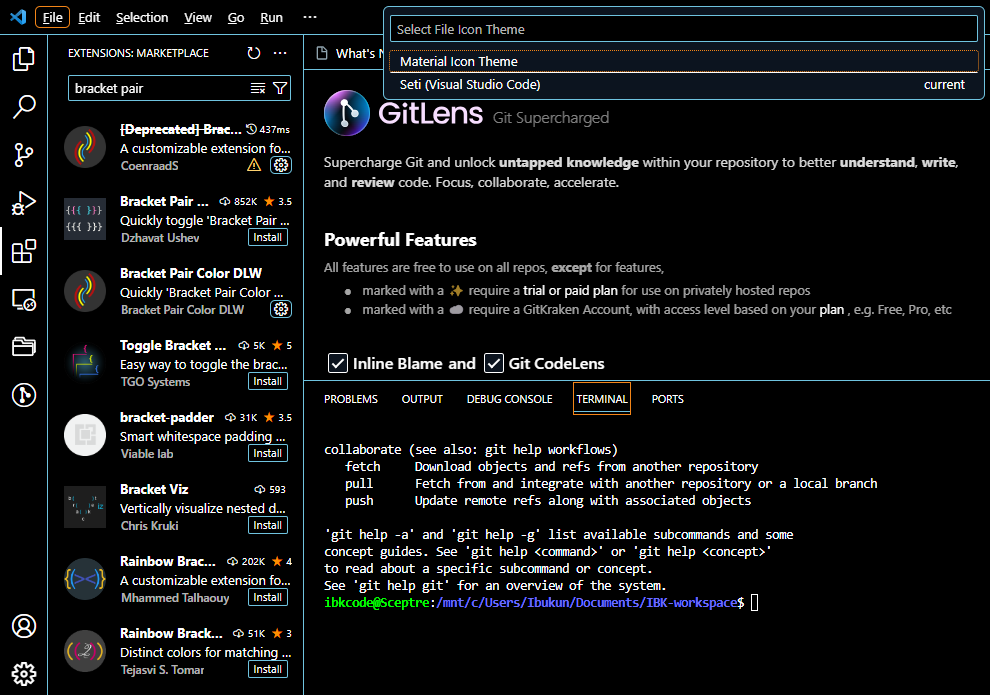 File Edit Selection View Go Run ···
Select File Icon Theme
Material Icon Theme
Seti (Visual Studio Code) current
EXTENSIONS: MARKETPLACE ···
bracket pair
[Deprecated] Brac... 437ms
A customizable extension fo...
CoenraadS
Bracket Pair ... 852K ★ 3.5
Quickly toggle 'Bracket Pair ...
Dzhavat Ushev Install
Bracket Pair Color DLW
Quickly 'Bracket Pair Color ...
Bracket Pair Color DLW
Toggle Bracket ... 5K ★ 5
Easy way to toggle the brac...
TGO Systems Install
bracket-padder 31K ★ 3.5
Smart whitespace padding ...
Viable lab Install
Bracket Viz 593
Vertically visualize nested d...
Chris Kruki Install
Rainbow Brac... 202K ★ 4
A customizable extension fo...
Mhammed Talhaouy Install
Rainbow Brack... 51K ★ 3
Distinct colors for matching ...
Tejasvi S. Tomar Install
What's
GitLens Git Supercharged
Supercharge Git and unlock untapped knowledge within your repository to better understand, write,
and review code. Focus, collaborate, accelerate.
Powerful Features
All features are free to use on all repos, except for features,
• marked with a ✨ require a trial or paid plan for use on privately hosted repos
• marked with a ☁ require a GitKraken Account, with access level based on your plan , e.g. Free, Pro, etc
Inline Blame and Git CodeLens
PROBLEMS OUTPUT DEBUG CONSOLE TERMINAL PORTS
collaborate (see also: git help workflows)
fetch Download objects and refs from another repository
pull Fetch from and integrate with another repository or a local branch
push Update remote refs along with associated objects
'git help -a' and 'git help -g' list available subcommands and some
concept guides. See 'git help <command>' or 'git help <concept>'
to read about a specific subcommand or concept.
See 'git help git' for an overview of the system.
ibkcode@Sceptre:/mnt/c/Users/Ibukun/Documents/IBK-workspace$